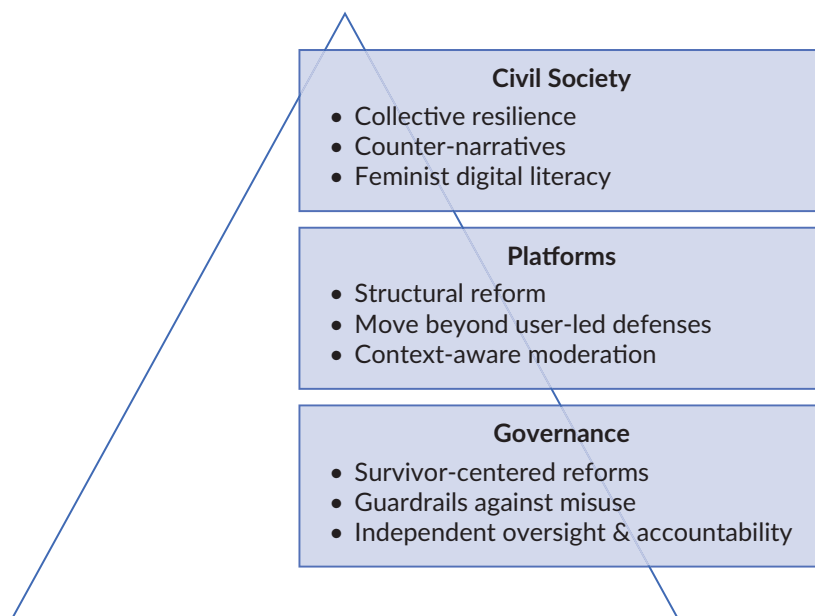 Civil Society
• Collective resilience
• Counter-narratives
• Feminist digital literacy
Platforms
• Structural reform
• Move beyond user-led defenses
• Context-aware moderation
Governance
• Survivor-centered reforms
• Guardrails against misuse
• Independent oversight & accountability